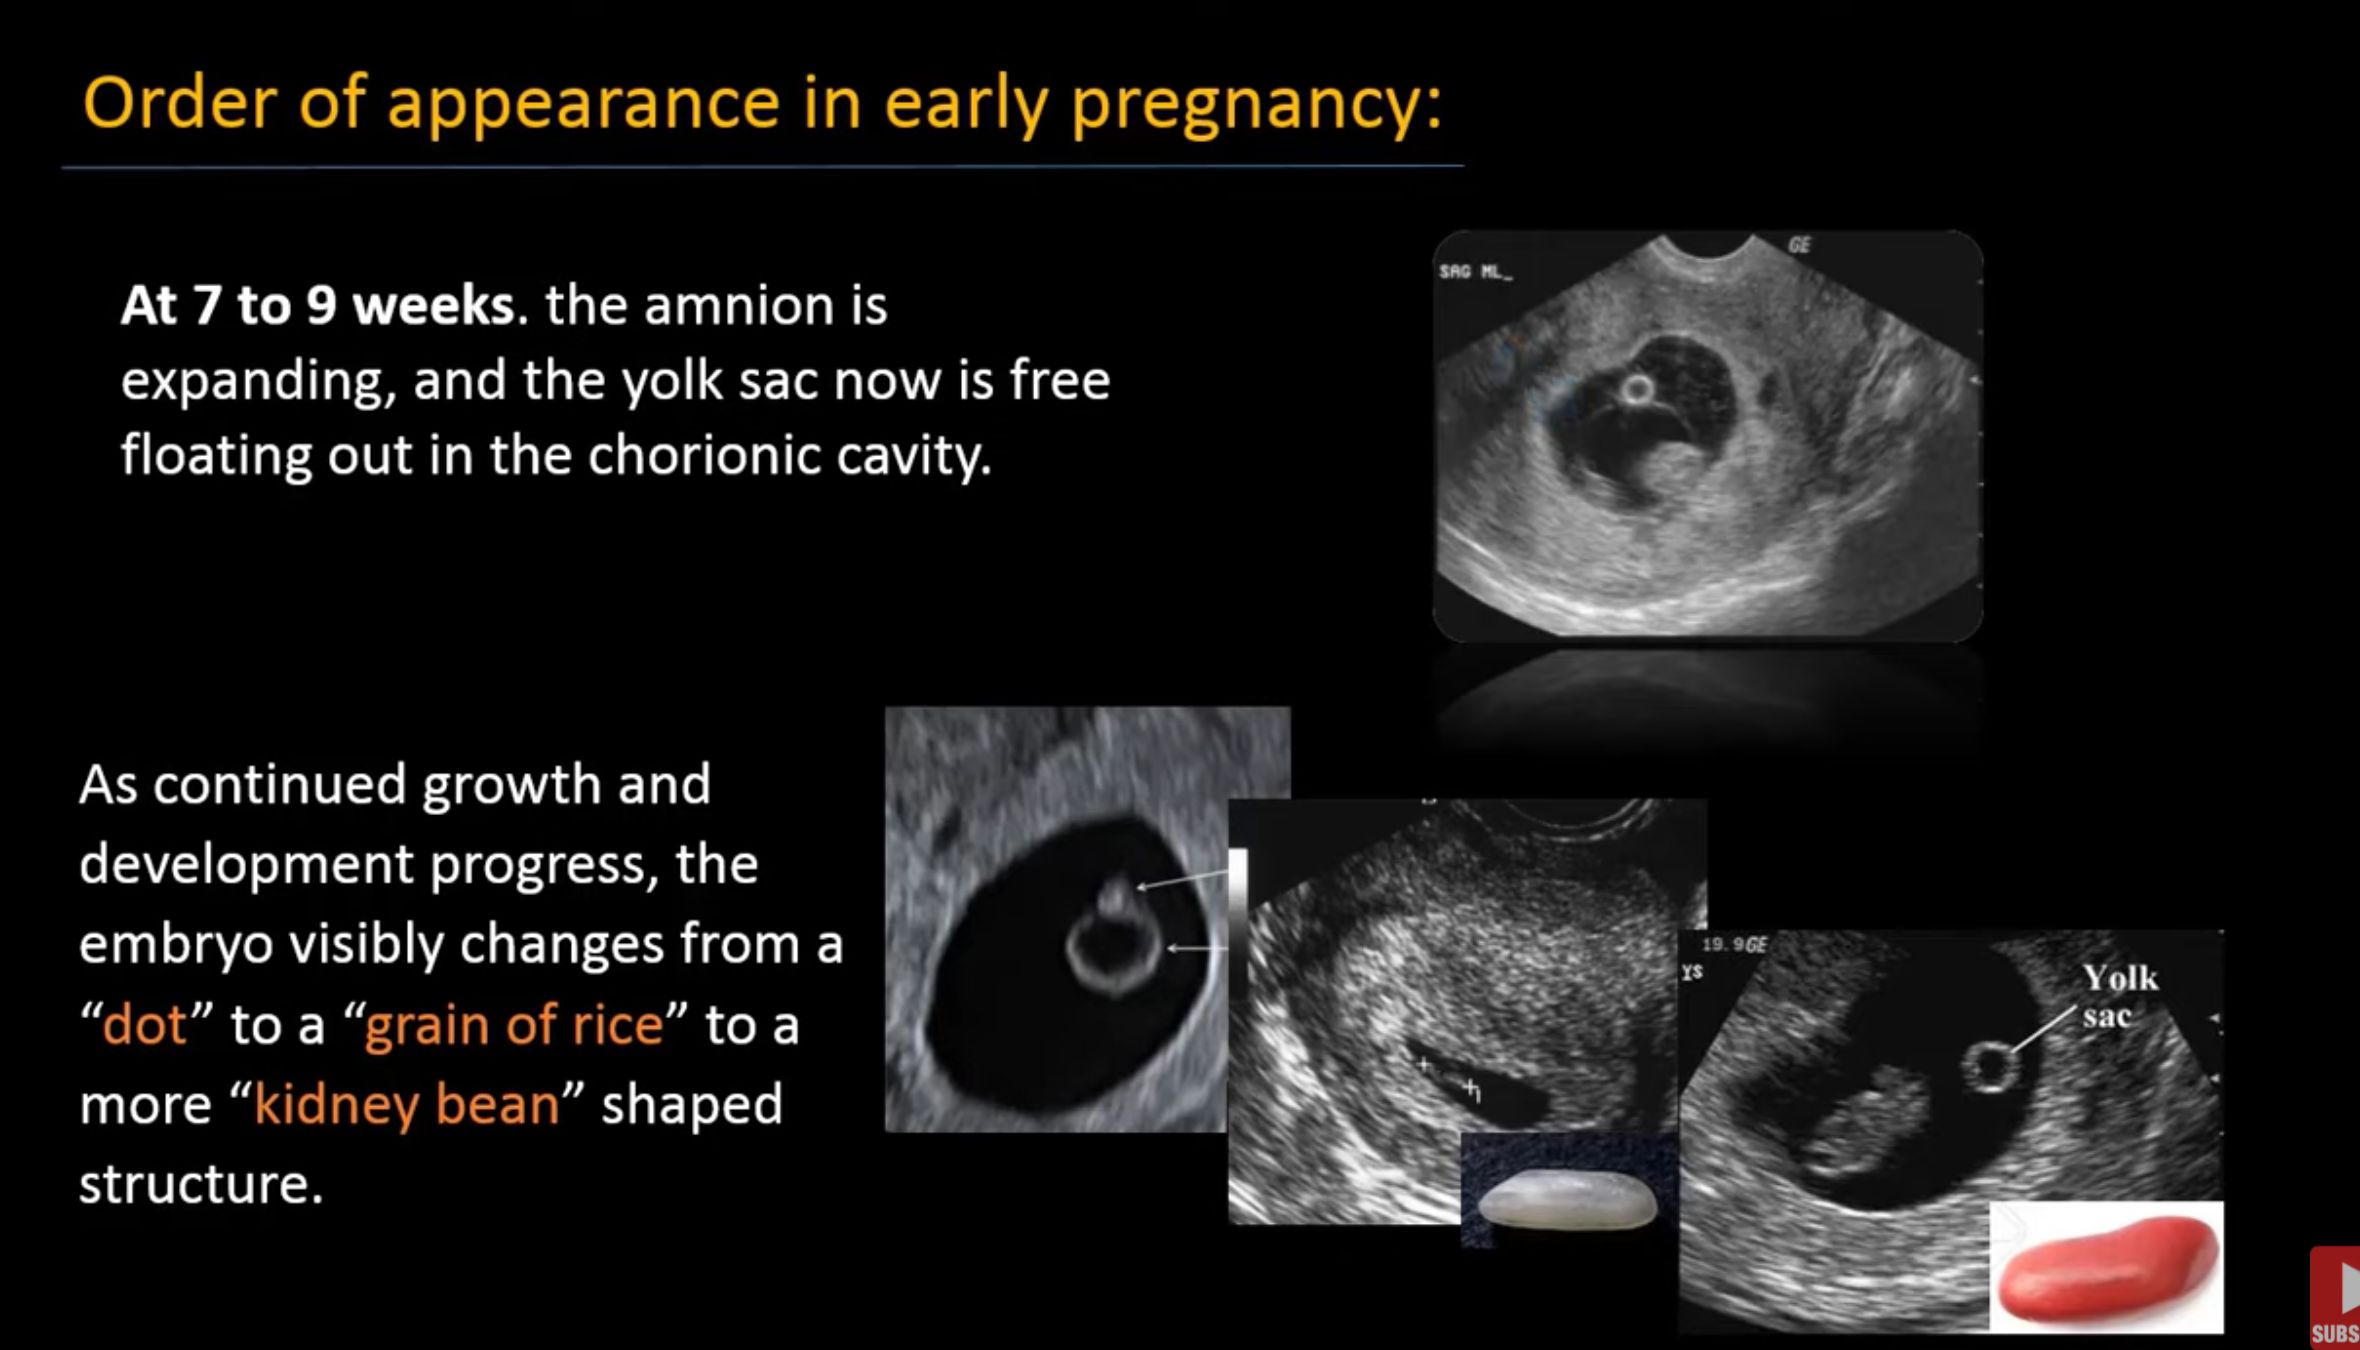 Order of appearance in early pregnancy:
At 7 to 9 weeks. the amnion is
expanding, and the yolk sac now is free
floating out in the chorionic cavity.
GE
SAG ML_
As continued growth and
development progress, the
embryo visibly changes from a
“dot” to a “grain of rice” to a
more “kidney bean” shaped
structure.
19.9GE
YS
Yolk
sac
SUBS